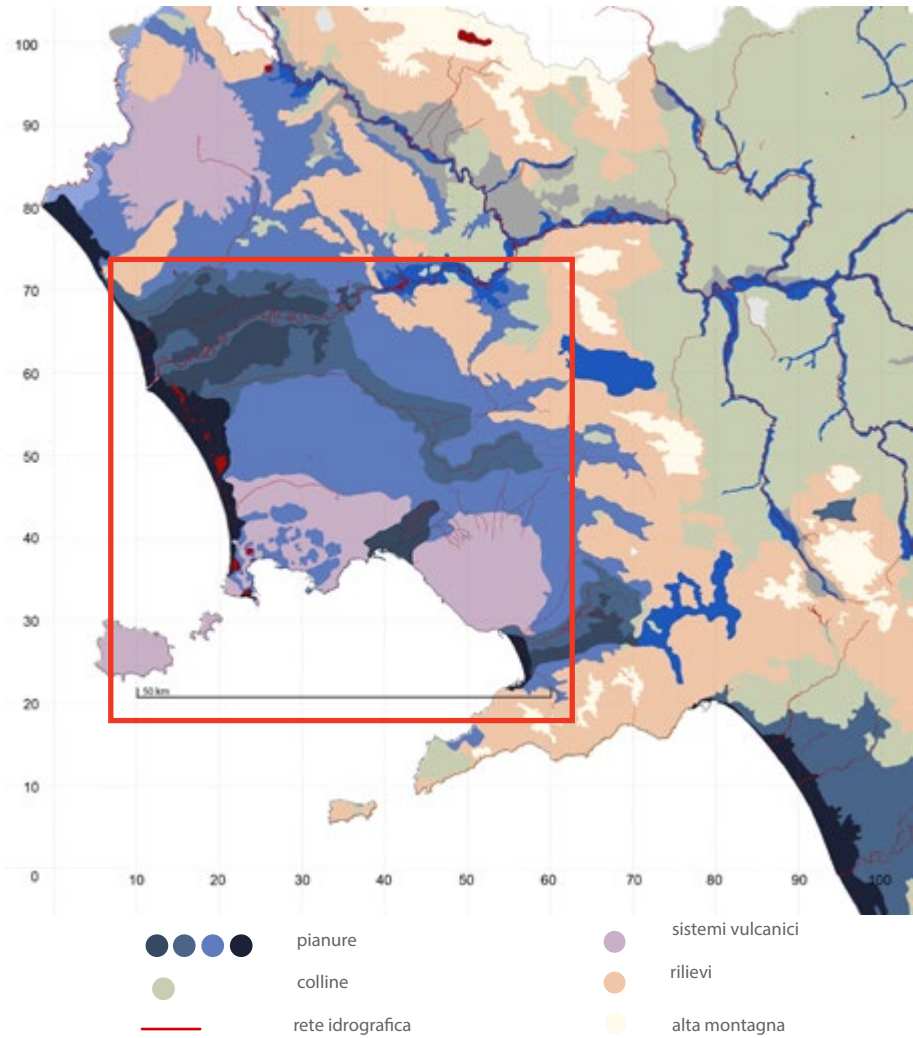 100
90
80
70
60
50
40
30
20
10
0
50 km
10 20 30 40 50 60 70 80 90 100
pianure
sistemi vulcanici
colline
rilievi
rete idrografica
alta montagna